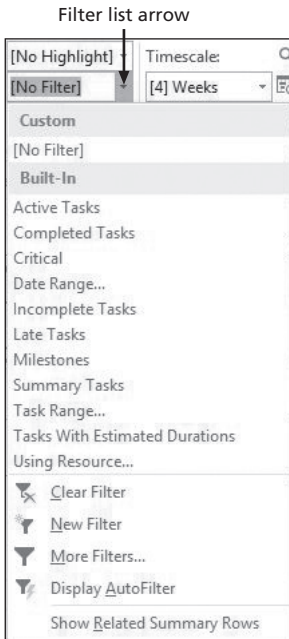 Filter list arrow
[No Highlight] Timescale:
[No Filter] [4] Weeks
Custom
[No Filter]
Built-In
Active Tasks
Completed Tasks
Critical
Date Range...
Incomplete Tasks
Late Tasks
Milestones
Summary Tasks
Task Range...
Tasks With Estimated Durations
Using Resource...
Clear Filter
New Filter
More Filters...
Display AutoFilter
Show Related Summary Rows